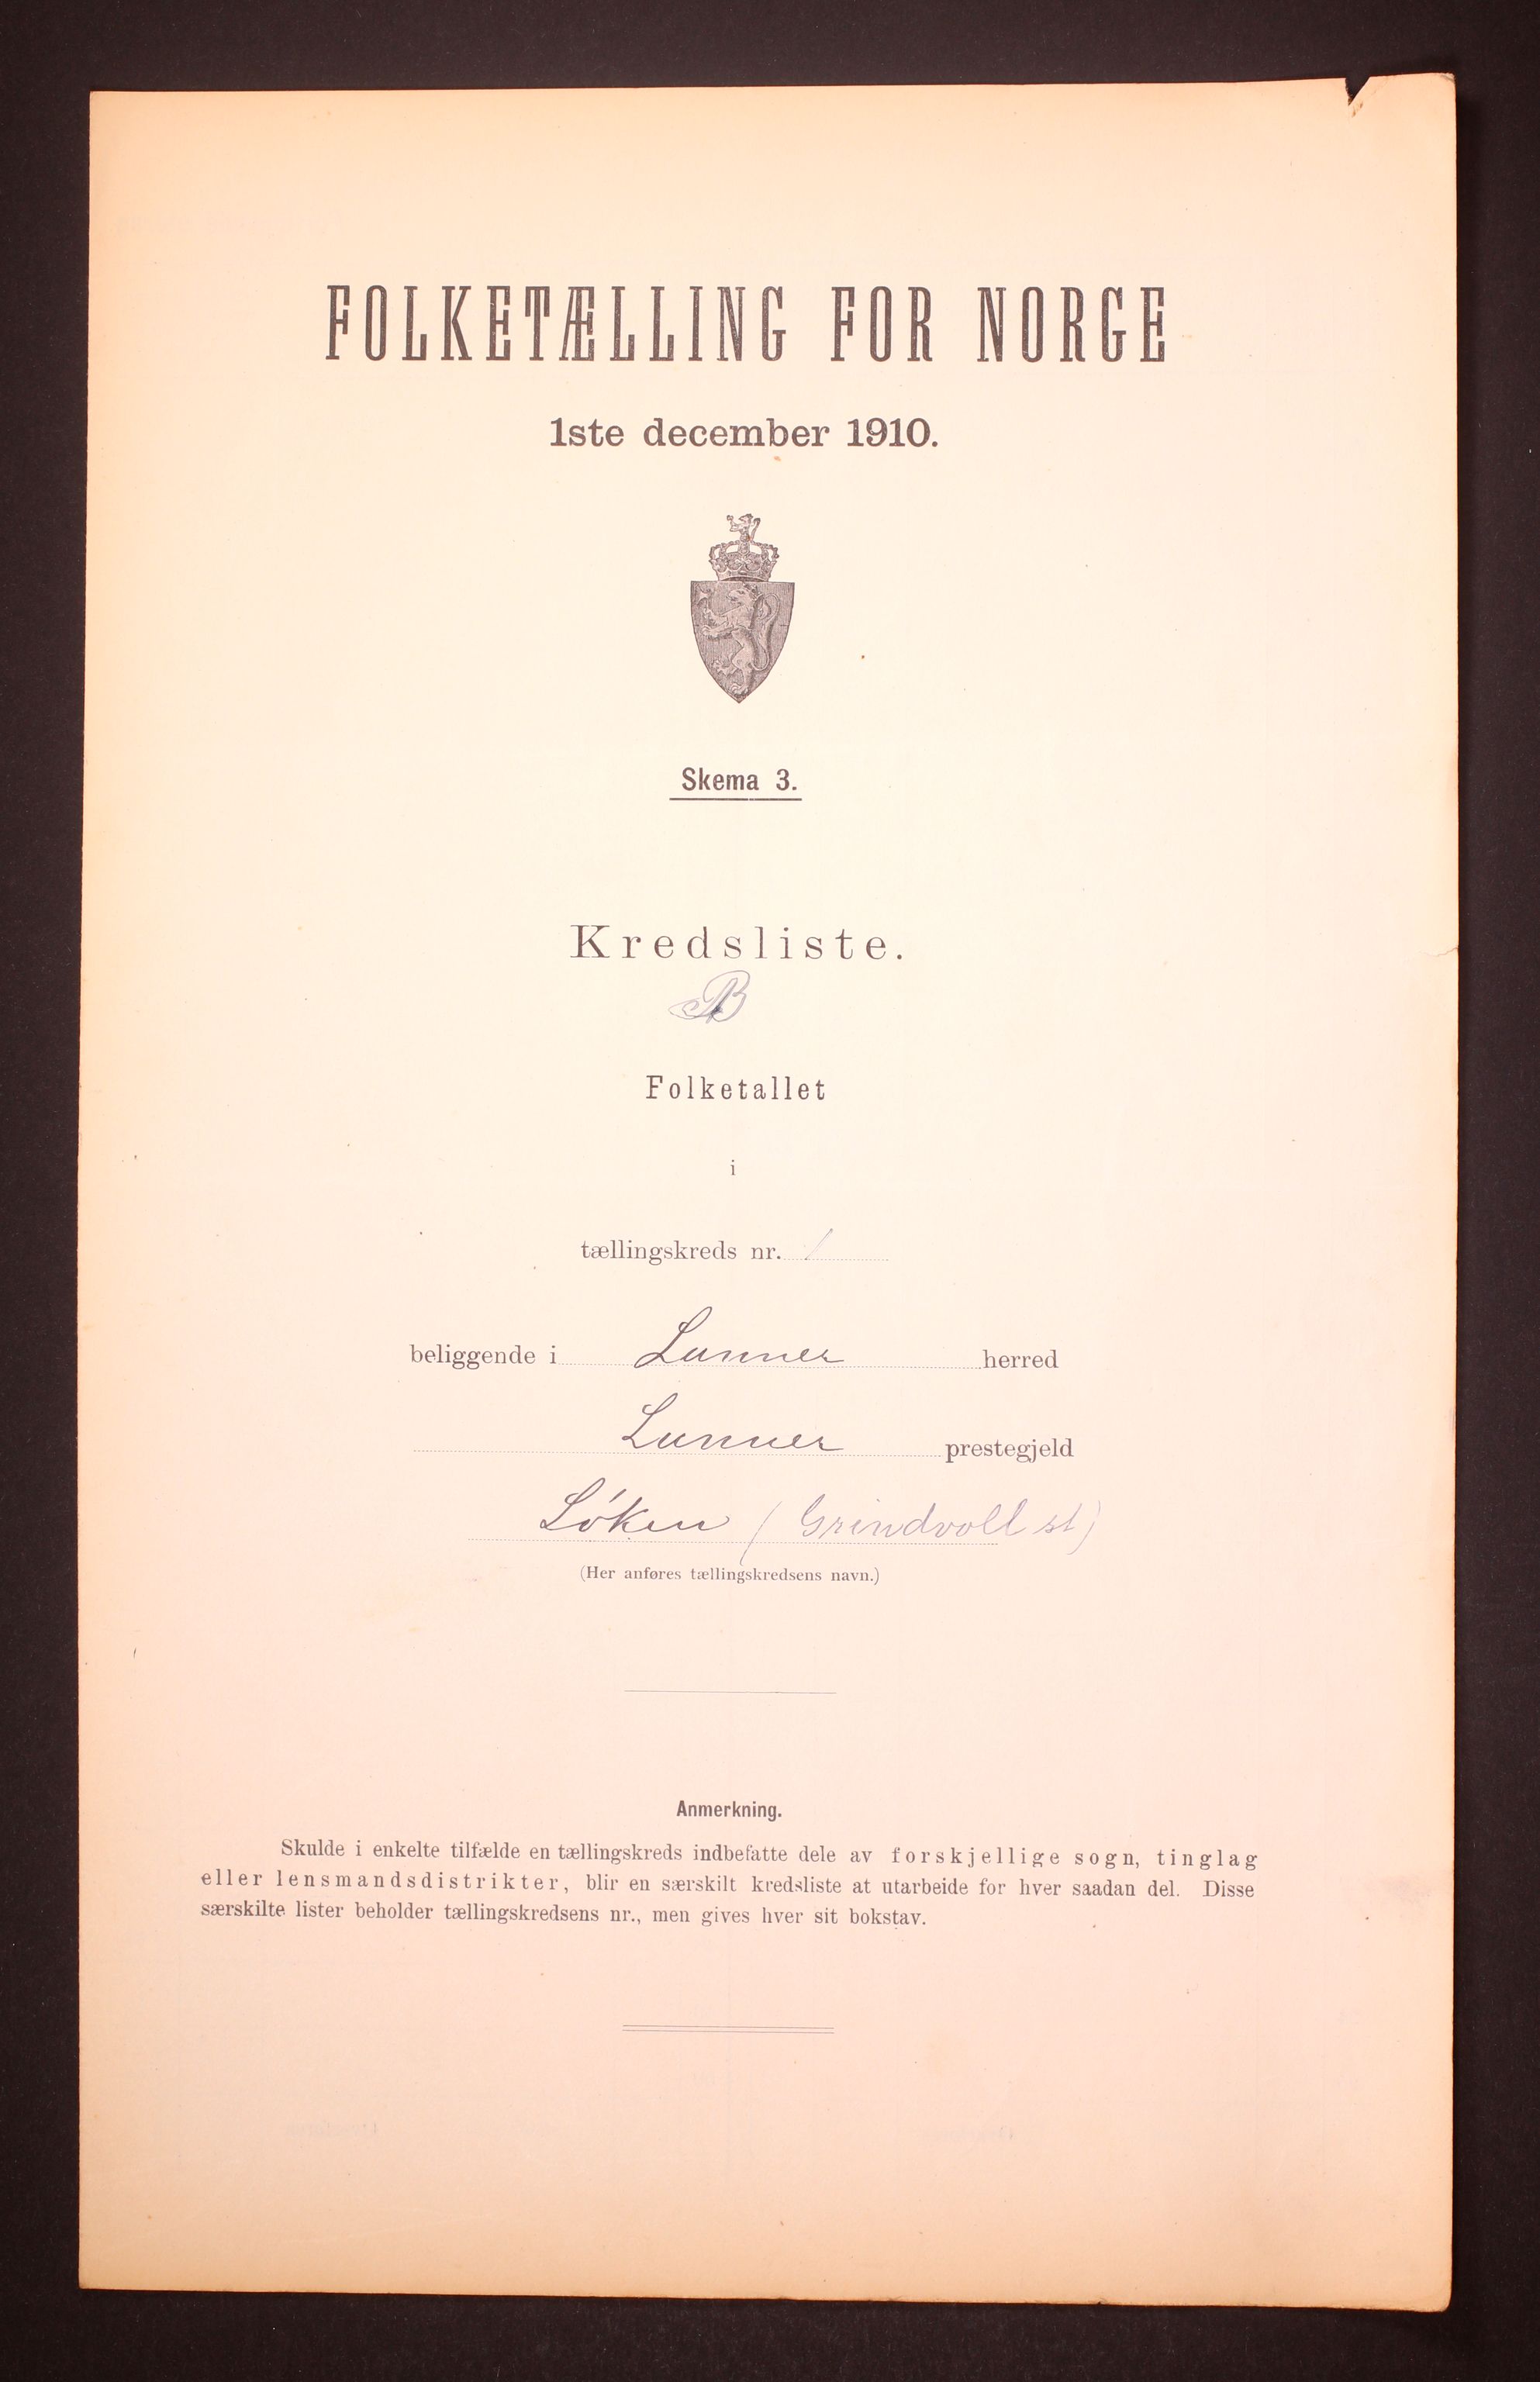 FOLKETÆLLING FOR NORGE
1ste december 1910.
Skema 3.
Kredsliste.
B
Folketallet
i
tællingskreds nr. 1
beliggende i Lunner herred
Lunner prestegjeld
Løken (Grindvoll st)
(Her anføres tællingskredsens navn.)
Anmerkning.
Skulde i enkelte tilfælde en tællingskreds indbefatte dele av forskjellige sogn, tinglag
eller lensmandsdistrikter, blir en særskilt kredsliste at utarbeide for hver saadan del. Disse
særskilte lister beholder tællingskredsens nr., men gives hver sit bokstav.